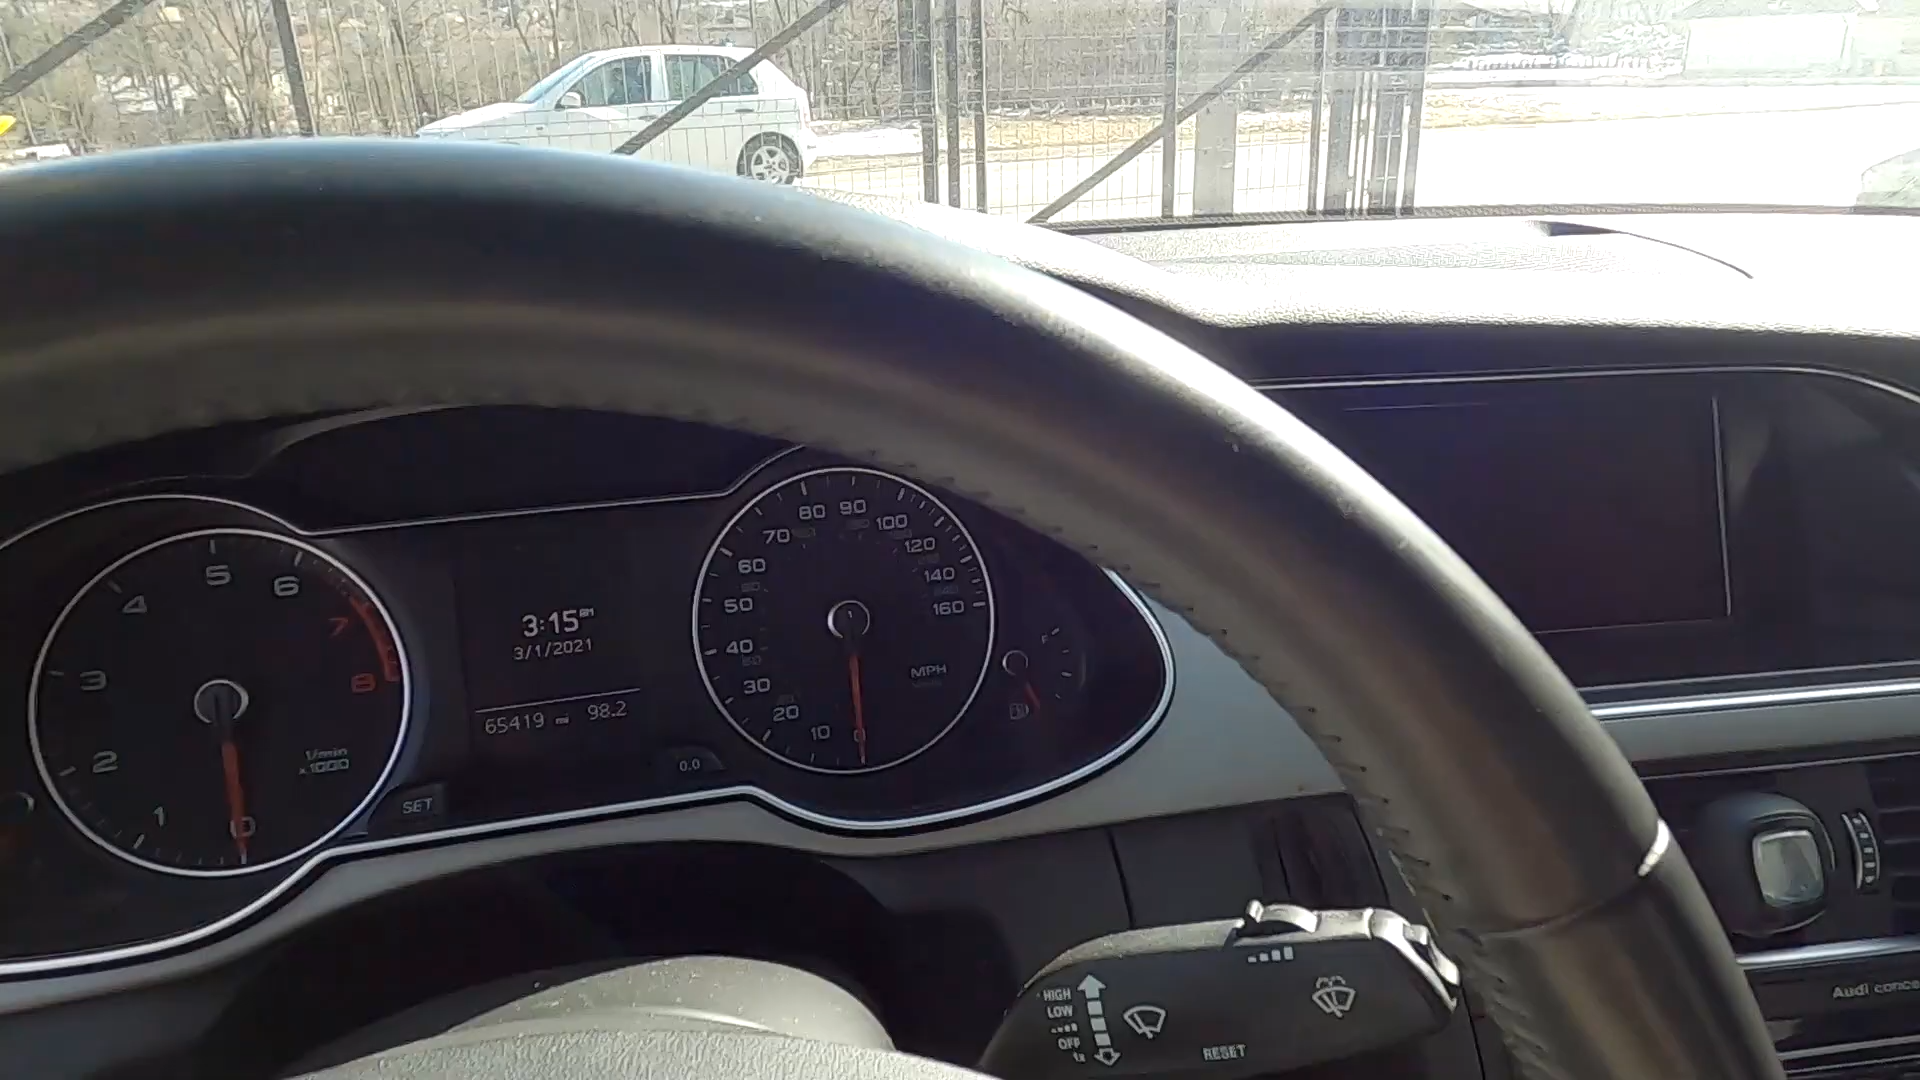 5
6
4
7
3
8
2
1/min
x1000
1
0
SET
3:15
3/1/2021
65419 mi 98.2
0.0
80 90
70 100
60 120
50 140
160
40
MPH
30
20
10
0
HIGH
LOW
OFF
1x
RESET
Audi conce